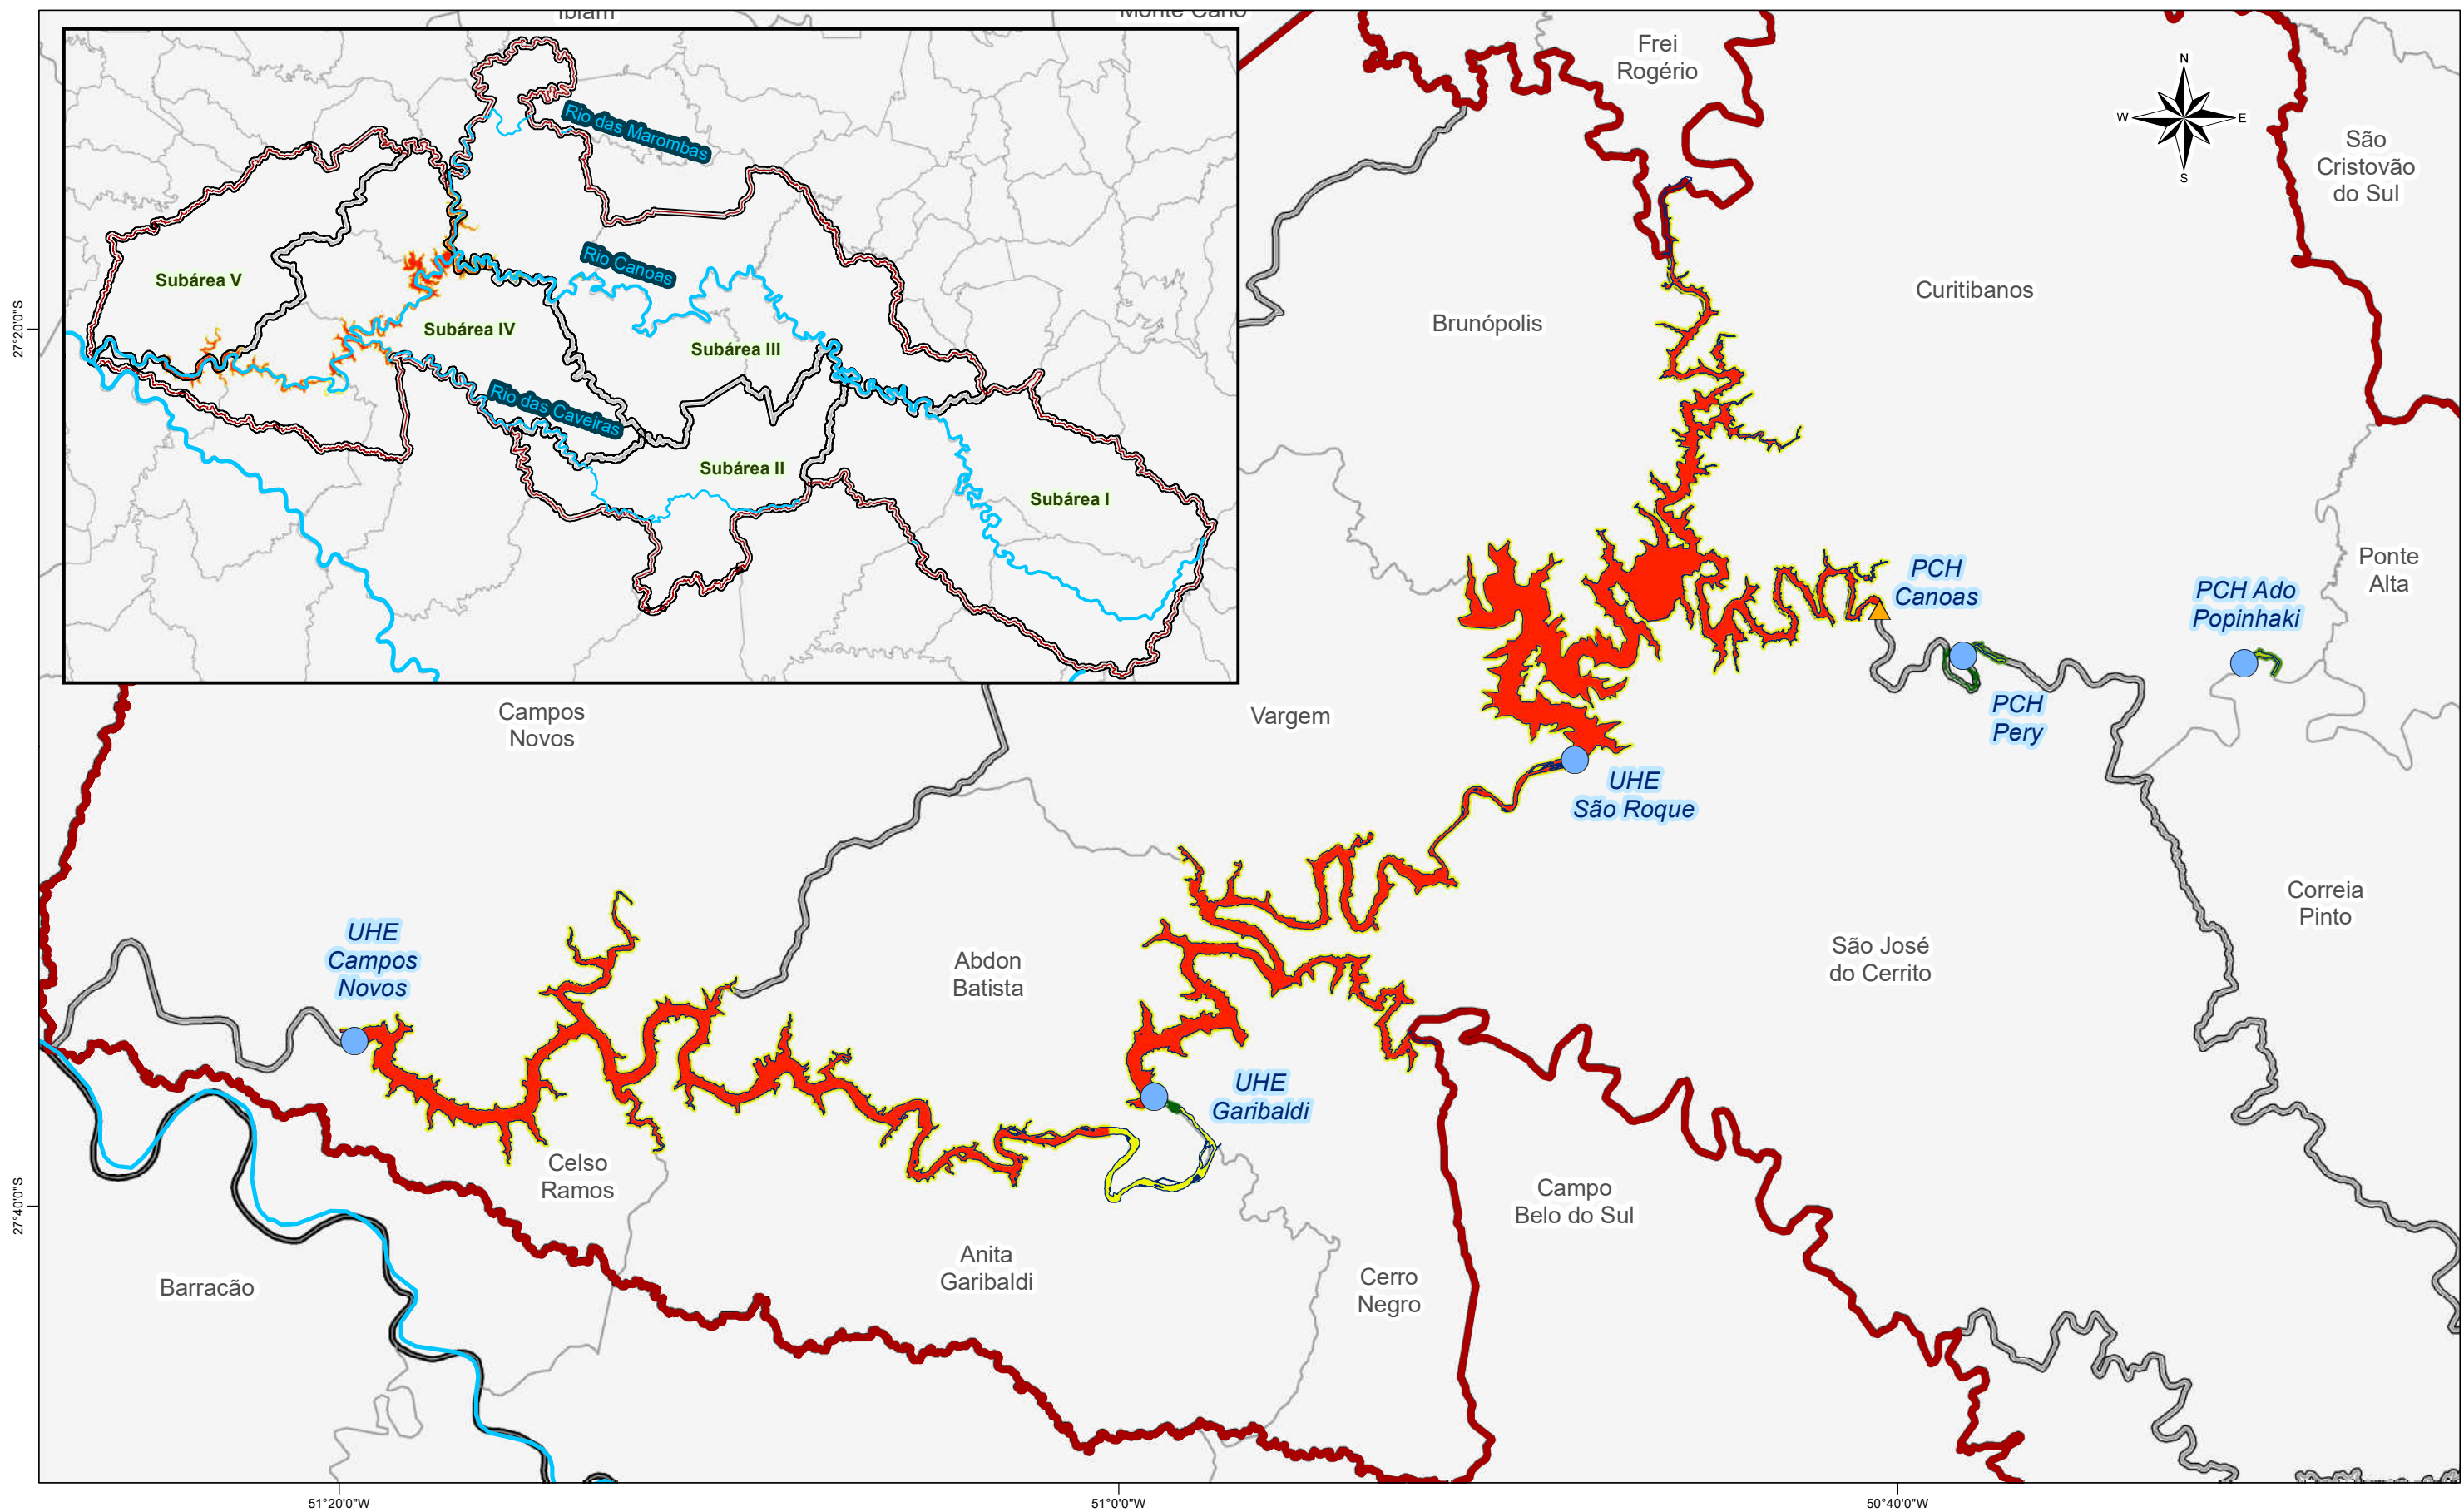 Ibiam
Monte Carlo
Frei
Rogério
N
W
E
S
São
Cristovão
do Sul
Rio das Marombas
Rio Canoas
Subárea V
Subárea IV
Subárea III
Rio das Caveiras
Subárea II
Subárea I
27°20'0"S
Brunópolis
Curitibanos
PCH
Canoas
PCH Ado
Popinhaki
Ponte
Alta
PCH
Pery
Campos
Novos
Vargem
UHE
São Roque
Correia
Pinto
UHE
Campos
Novos
Abdon
Batista
São José
do Cerrito
UHE
Garibaldi
Celso
Ramos
27°40'0"S
Campo
Belo do Sul
Anita
Garibaldi
Barracão
Cerro
Negro
51°20'0"W
51°0'0"W
50°40'0"W